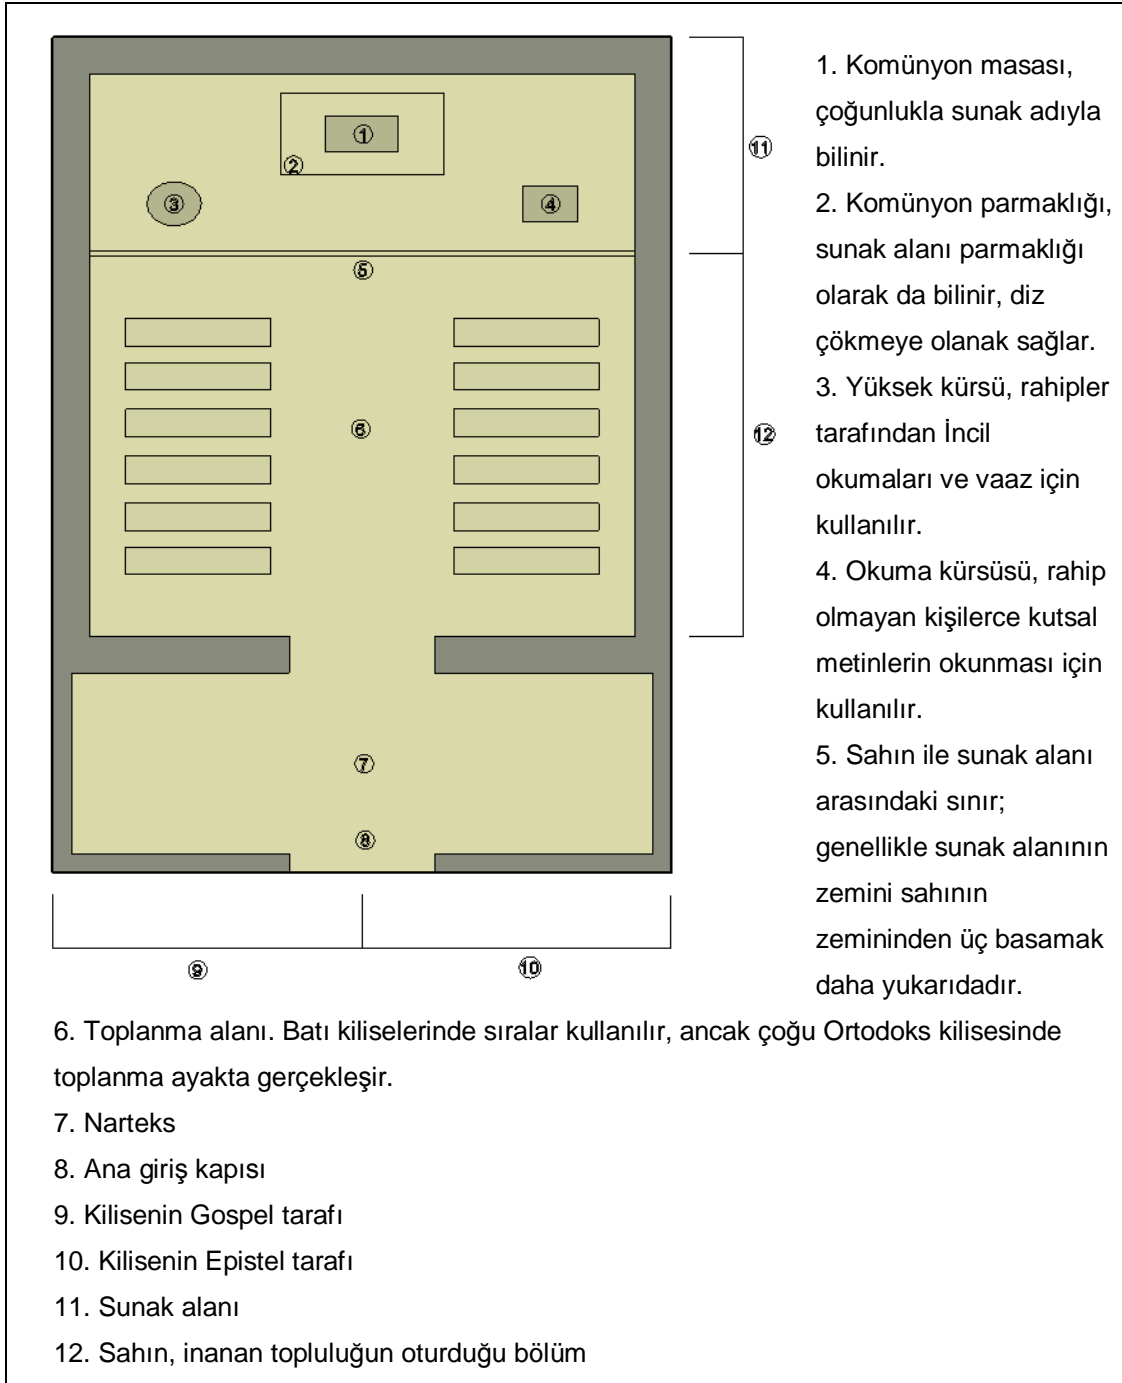 ①
②
③
④
⑤
⑥
⑦
⑧
⑨
⑩
⑪
⑫
1. Komünyon masası,
çoğunlukla sunak adıyla
bilinir.
2. Komünyon parmaklığı,
sunak alanı parmaklığı
olarak da bilinir, diz
çökmeye olanak sağlar.
3. Yüksek kürsü, rahipler
tarafından İncil
okumaları ve vaaz için
kullanılır.
4. Okuma kürsüsü, rahip
olmayan kişilerce kutsal
metinlerin okunması için
kullanılır.
5. Sahın ile sunak alanı
arasındaki sınır;
genellikle sunak alanının
zemini sahının
zemininden üç basamak
daha yukarıdadır.
6. Toplanma alanı. Batı kiliselerinde sıralar kullanılır, ancak çoğu Ortodoks kilisesinde
toplanma ayakta gerçekleşir.
7. Narteks
8. Ana giriş kapısı
9. Kilisenin Gospel tarafı
10. Kilisenin Epistel tarafı
11. Sunak alanı
12. Sahın, inanan topluluğun oturduğu bölüm